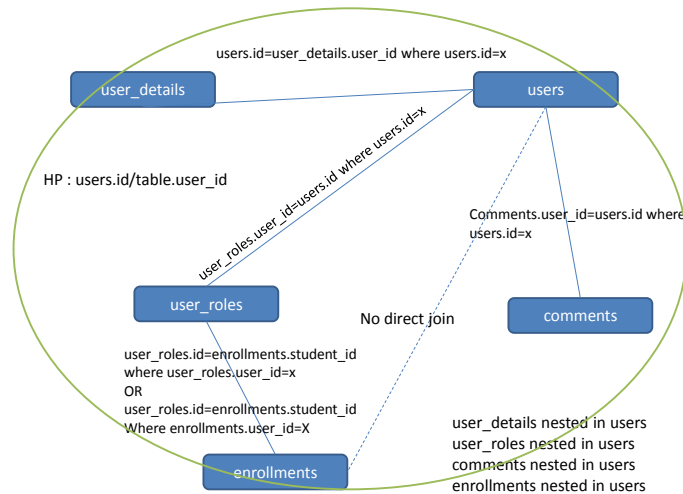 users.id=user_details.user_id where users.id=x
user_details
users
user_roles.user_id=users.id where users.id=x
HP : users.id/table.user_id
Comments.user_id=users.id where
users.id=x
user_roles
No direct join
comments
user_roles.id=enrollments.student_id
where user_roles.user_id=x
OR
user_roles.id=enrollments.student_id
Where enrollments.user_id=X
enrollments
user_details nested in users
user_roles nested in users
comments nested in users
enrollments nested in users